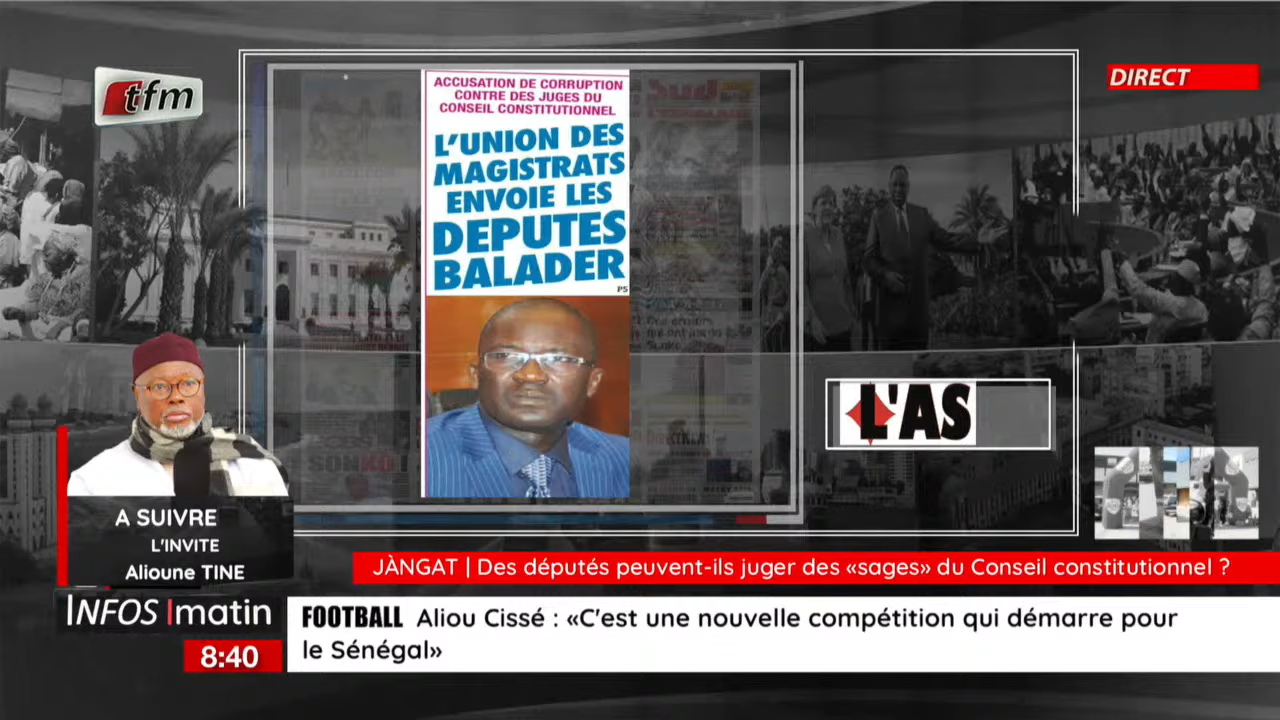 tfm
DIRECT
ACCUSATION DE CORRUPTION
CONTRE DES JUGES DU
CONSEIL CONSTITUTIONNEL
L'UNION DES
MAGISTRATS
ENVOIE LES
DEPUTES
BALADER
P5
L'AS
A SUIVRE
L'INVITE
Alioune TINE
JÀNGAT | Des députés peuvent-ils juger des «sages» du Conseil constitutionnel ?
INFOS matin
8:40
FOOTBALL Aliou Cissé : «C'est une nouvelle compétition qui démarre pour
le Sénégal»